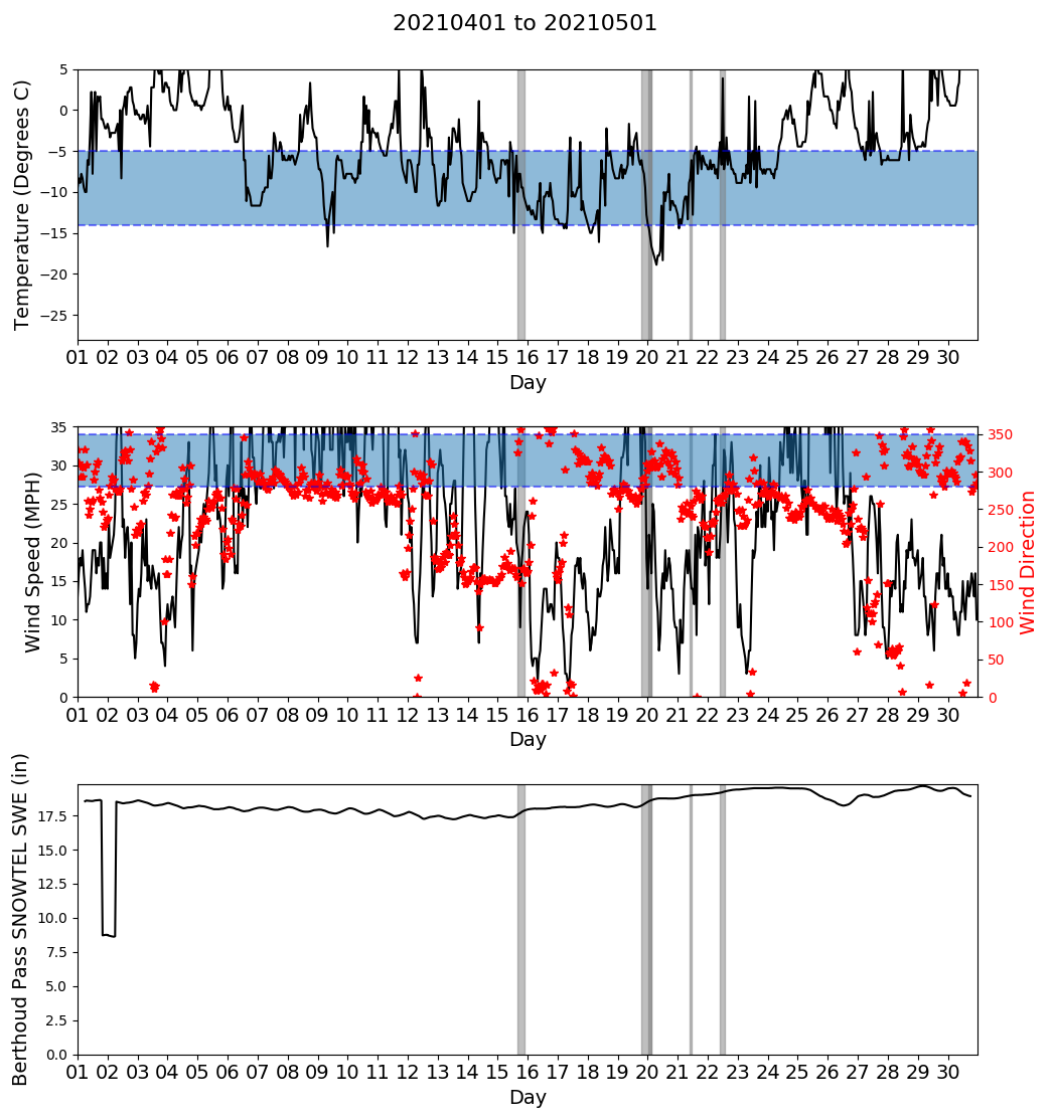 20210401 to 20210501
Temperature (Degrees C)
5
0
−5
−10
−15
−20
−25
01 02 03 04 05 06 07 08 09 10 11 12 13 14 15 16 17 18 19 20 21 22 23 24 25 26 27 28 29 30
Day
Wind Speed (MPH)
35
30
25
20
15
10
5
0
350
300
250
200
150
100
50
0
Wind Direction
01 02 03 04 05 06 07 08 09 10 11 12 13 14 15 16 17 18 19 20 21 22 23 24 25 26 27 28 29 30
Day
Berthoud Pass SNOWTEL SWE (in)
17.5
15.0
12.5
10.0
7.5
5.0
2.5
0.0
01 02 03 04 05 06 07 08 09 10 11 12 13 14 15 16 17 18 19 20 21 22 23 24 25 26 27 28 29 30
Day